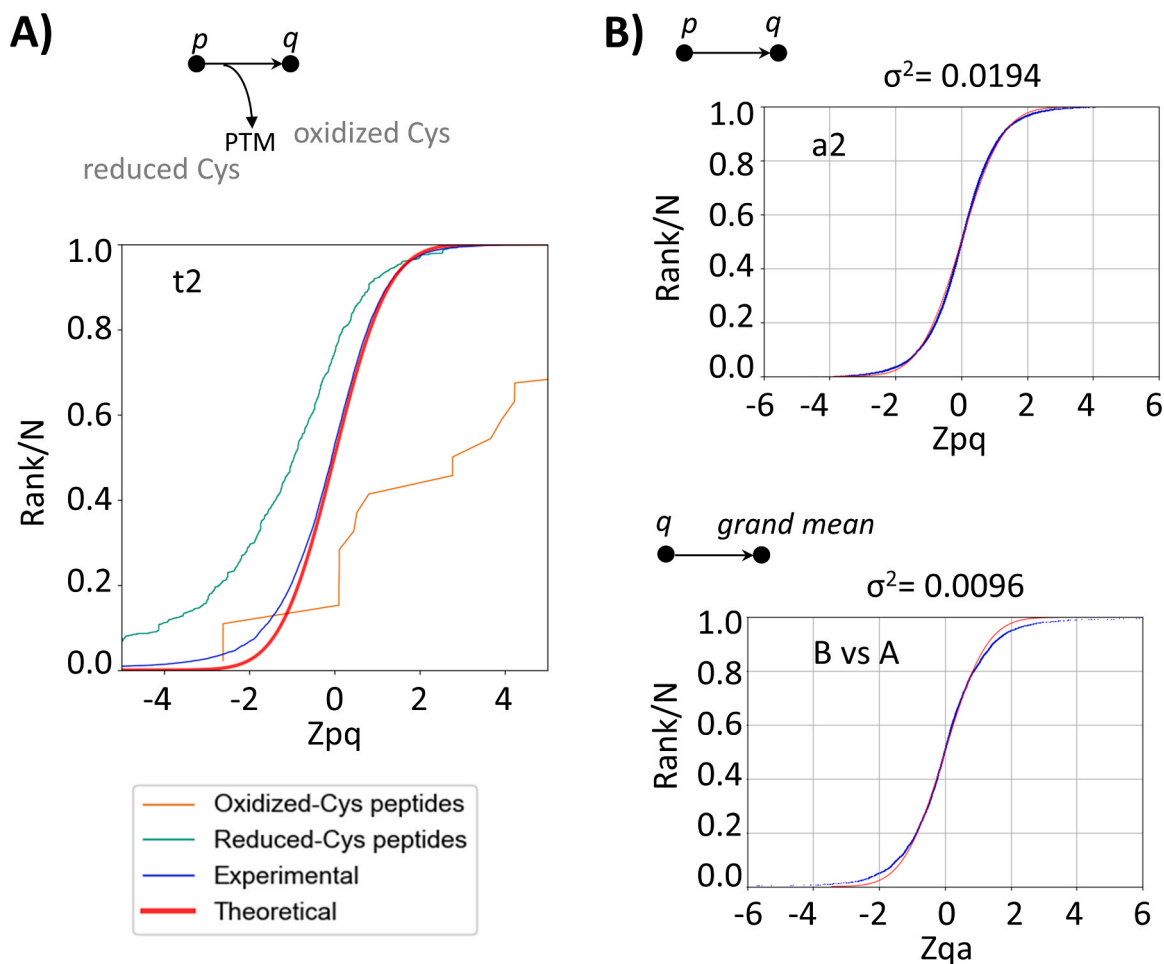 A)
p q
PTM
oxidized Cys
reduced Cys
t2
1.0
0.8
0.6
0.4
0.2
0.0
Rank/N
-4 -2 0 2 4
Zpq
Oxidized-Cys peptides
Reduced-Cys peptides
Experimental
Theoretical
B)
p q
σ²= 0.0194
a2
1.0
0.8
0.6
0.4
0.2
0.0
Rank/N
-6 -4 -2 0 2 4 6
Zpq
q grand mean
σ²= 0.0096
B vs A
1.0
0.8
0.6
0.4
0.2
0.0
Rank/N
-6 -4 -2 0 2 4 6
Zqa